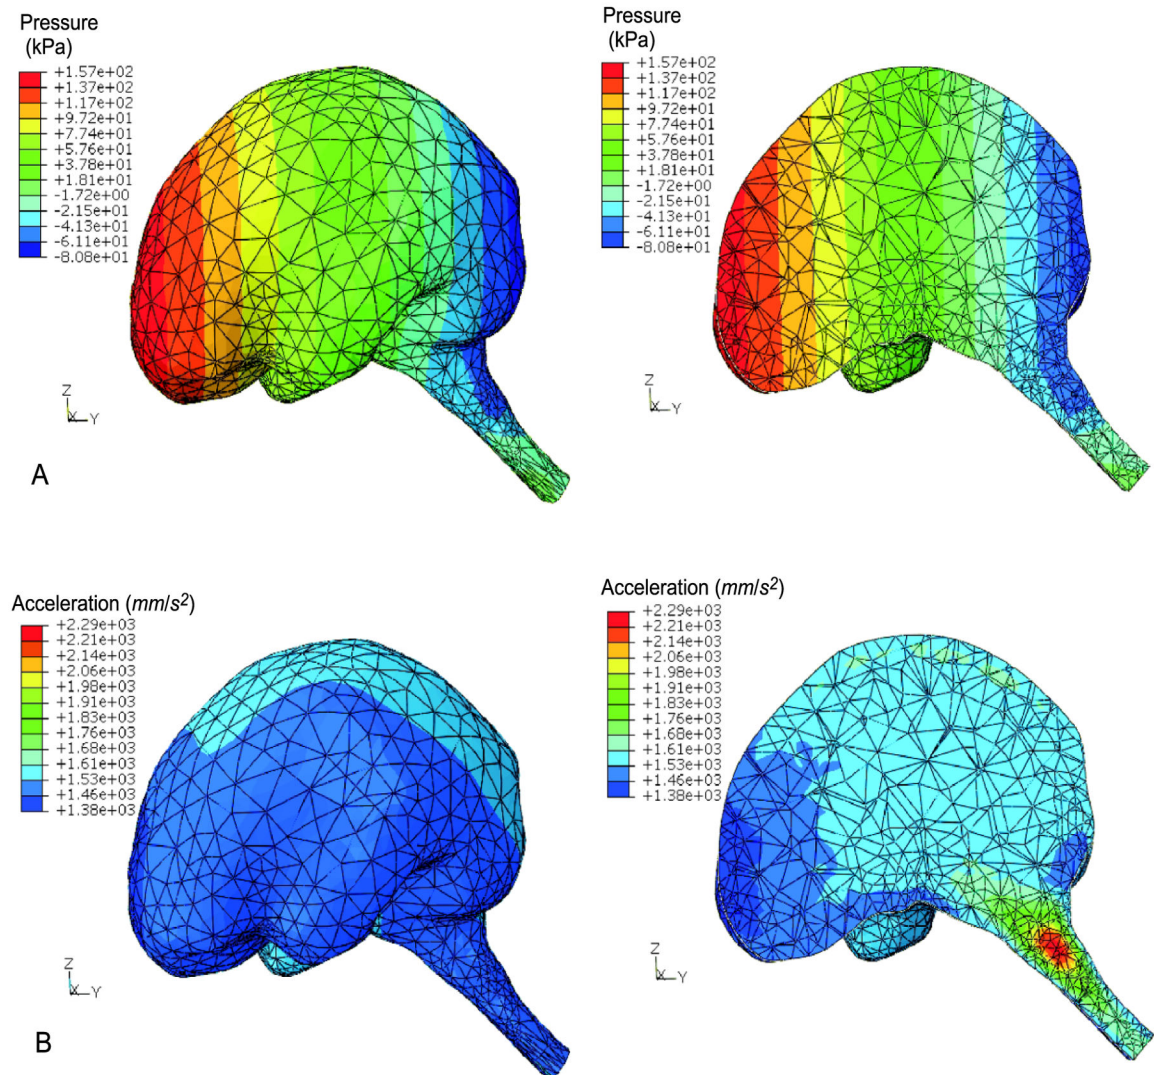 Pressure
(kPa)
+1.57e+02
+1.37e+02
+1.17e+02
+9.72e+01
+7.74e+01
+5.76e+01
+3.78e+01
+1.81e+01
-1.72e+00
-2.15e+01
-4.13e+01
-6.11e+01
-8.08e+01
Z
X
Y
A
Pressure
(kPa)
+1.57e+02
+1.37e+02
+1.17e+02
+9.72e+01
+7.74e+01
+5.76e+01
+3.78e+01
+1.81e+01
-1.72e+00
-2.15e+01
-4.13e+01
-6.11e+01
-8.08e+01
Z
X
Y
Acceleration (mm/s²)
+2.29e+03
+2.21e+03
+2.14e+03
+2.06e+03
+1.98e+03
+1.91e+03
+1.83e+03
+1.76e+03
+1.68e+03
+1.61e+03
+1.53e+03
+1.46e+03
+1.38e+03
Z
X
Y
B
Acceleration (mm/s²)
+2.29e+03
+2.21e+03
+2.14e+03
+2.06e+03
+1.98e+03
+1.91e+03
+1.83e+03
+1.76e+03
+1.68e+03
+1.61e+03
+1.53e+03
+1.46e+03
+1.38e+03
Z
X
Y